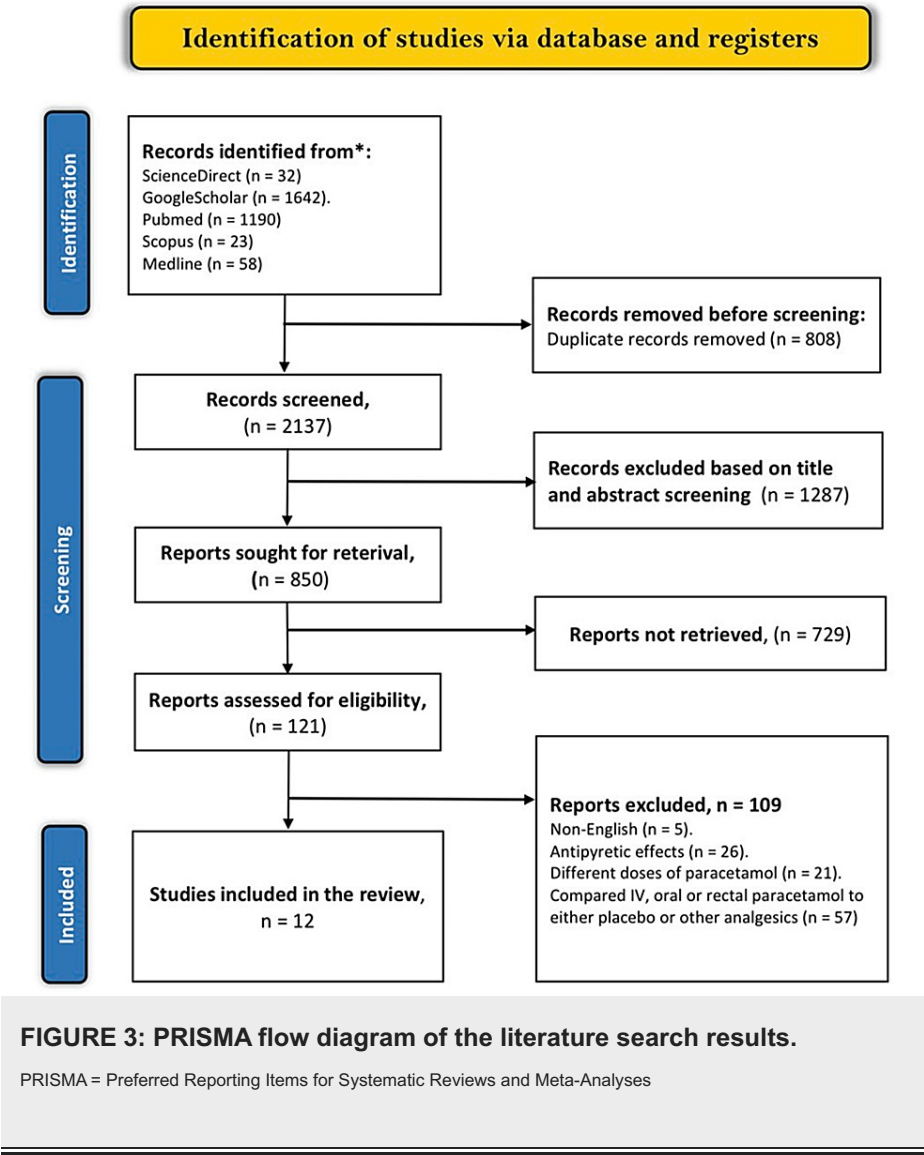 Identification of studies via database and registers
Identification
Records identified from*:
ScienceDirect (n = 32)
GoogleScholar (n = 1642).
Pubmed (n = 1190)
Scopus (n = 23)
Medline (n = 58)
Records removed before screening:
Duplicate records removed (n = 808)
Screening
Records screened,
(n = 2137)
Records excluded based on title
and abstract screening (n = 1287)
Reports sought for reterival,
(n = 850)
Reports not retrieved, (n = 729)
Reports assessed for eligibility,
(n = 121)
Reports excluded, n = 109
Non-English (n = 5).
Antipyretic effects (n = 26).
Different doses of paracetamol (n = 21).
Compared IV, oral or rectal paracetamol to
either placebo or other analgesics (n = 57)
Included
Studies included in the review,
n = 12
FIGURE 3: PRISMA flow diagram of the literature search results.
PRISMA = Preferred Reporting Items for Systematic Reviews and Meta-Analyses